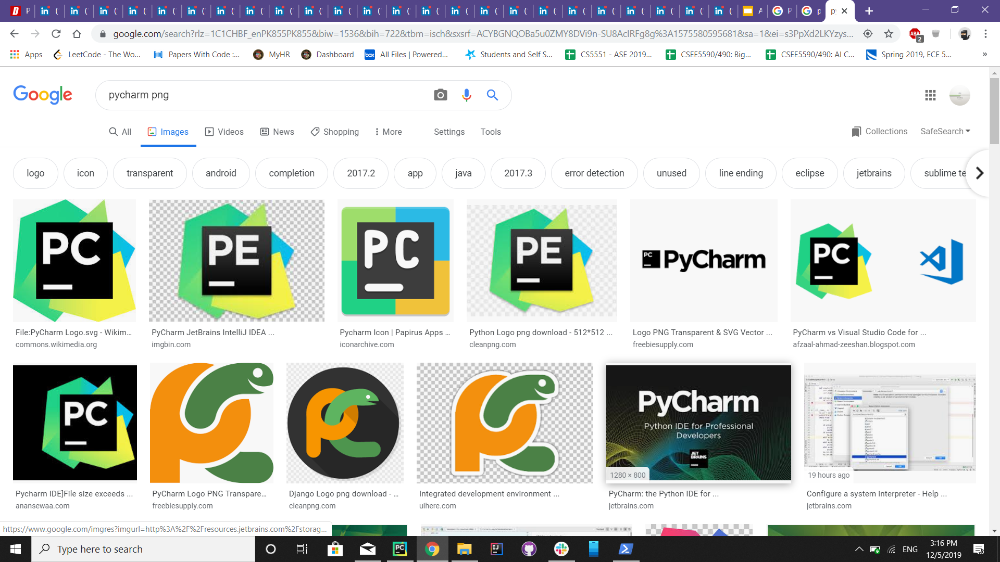 google.com/search?rlz=1C1CHBF_enPK855PK855&biw=1536&bih=722&tbm=isch&sxsrf=ACYBGNQOBa5u0ZMY8DVi9n-SU8AcIRFg8g%3A1575580595681&sa=1&ei=s3PpXd2LKYzys...
ABP
2
Apps
LeetCode - The Wo...
Papers With Code :...
MyHR
Dashboard
box
All Files | Powered...
Students and Self S...
CS5551 - ASE 2019...
CSEE5590/490: Big...
CSEE5590/490: AI C...
Spring 2019, ECE 5...
»
Google
pycharm png
All
Images
Videos
News
Shopping
More
Settings
Tools
Collections
SafeSearch
logo
icon
transparent
android
completion
2017.2
app
java
2017.3
error detection
unused
line ending
eclipse
jetbrains
sublime te
PC
PE
PC
PE
PC
PyCharm
PC
File:PyCharm Logo.svg - Wikim...
commons.wikimedia.org
PyCharm JetBrains IntelliJ IDEA ...
imgbin.com
Pycharm Icon | Papirus Apps ...
iconarchive.com
Python Logo png download - 512*512 ...
cleanpng.com
Logo PNG Transparent & SVG Vector ...
freebiesupply.com
PyCharm vs Visual Studio Code for ...
afzaal-ahmad-zeeshan.blogspot.com
PC
PyCharm
Python IDE for Professional
Developers
JET
BRAINS
1280 × 800
19 hours ago
Pycharm IDE]File size exceeds ...
anansewaa.com
PyCharm Logo PNG Transpare...
freebiesupply.com
Django Logo png download - ...
cleanpng.com
Integrated development environment ...
uihere.com
PyCharm: the Python IDE for ...
jetbrains.com
Configure a system interpreter - Help ...
jetbrains.com
https://www.google.com/imgres?imgurl=http%3A%2F%2Fresources.jetbrains.com%2Fstorag...
Type here to search
PC
IJ
ENG
3:16 PM
12/5/2019